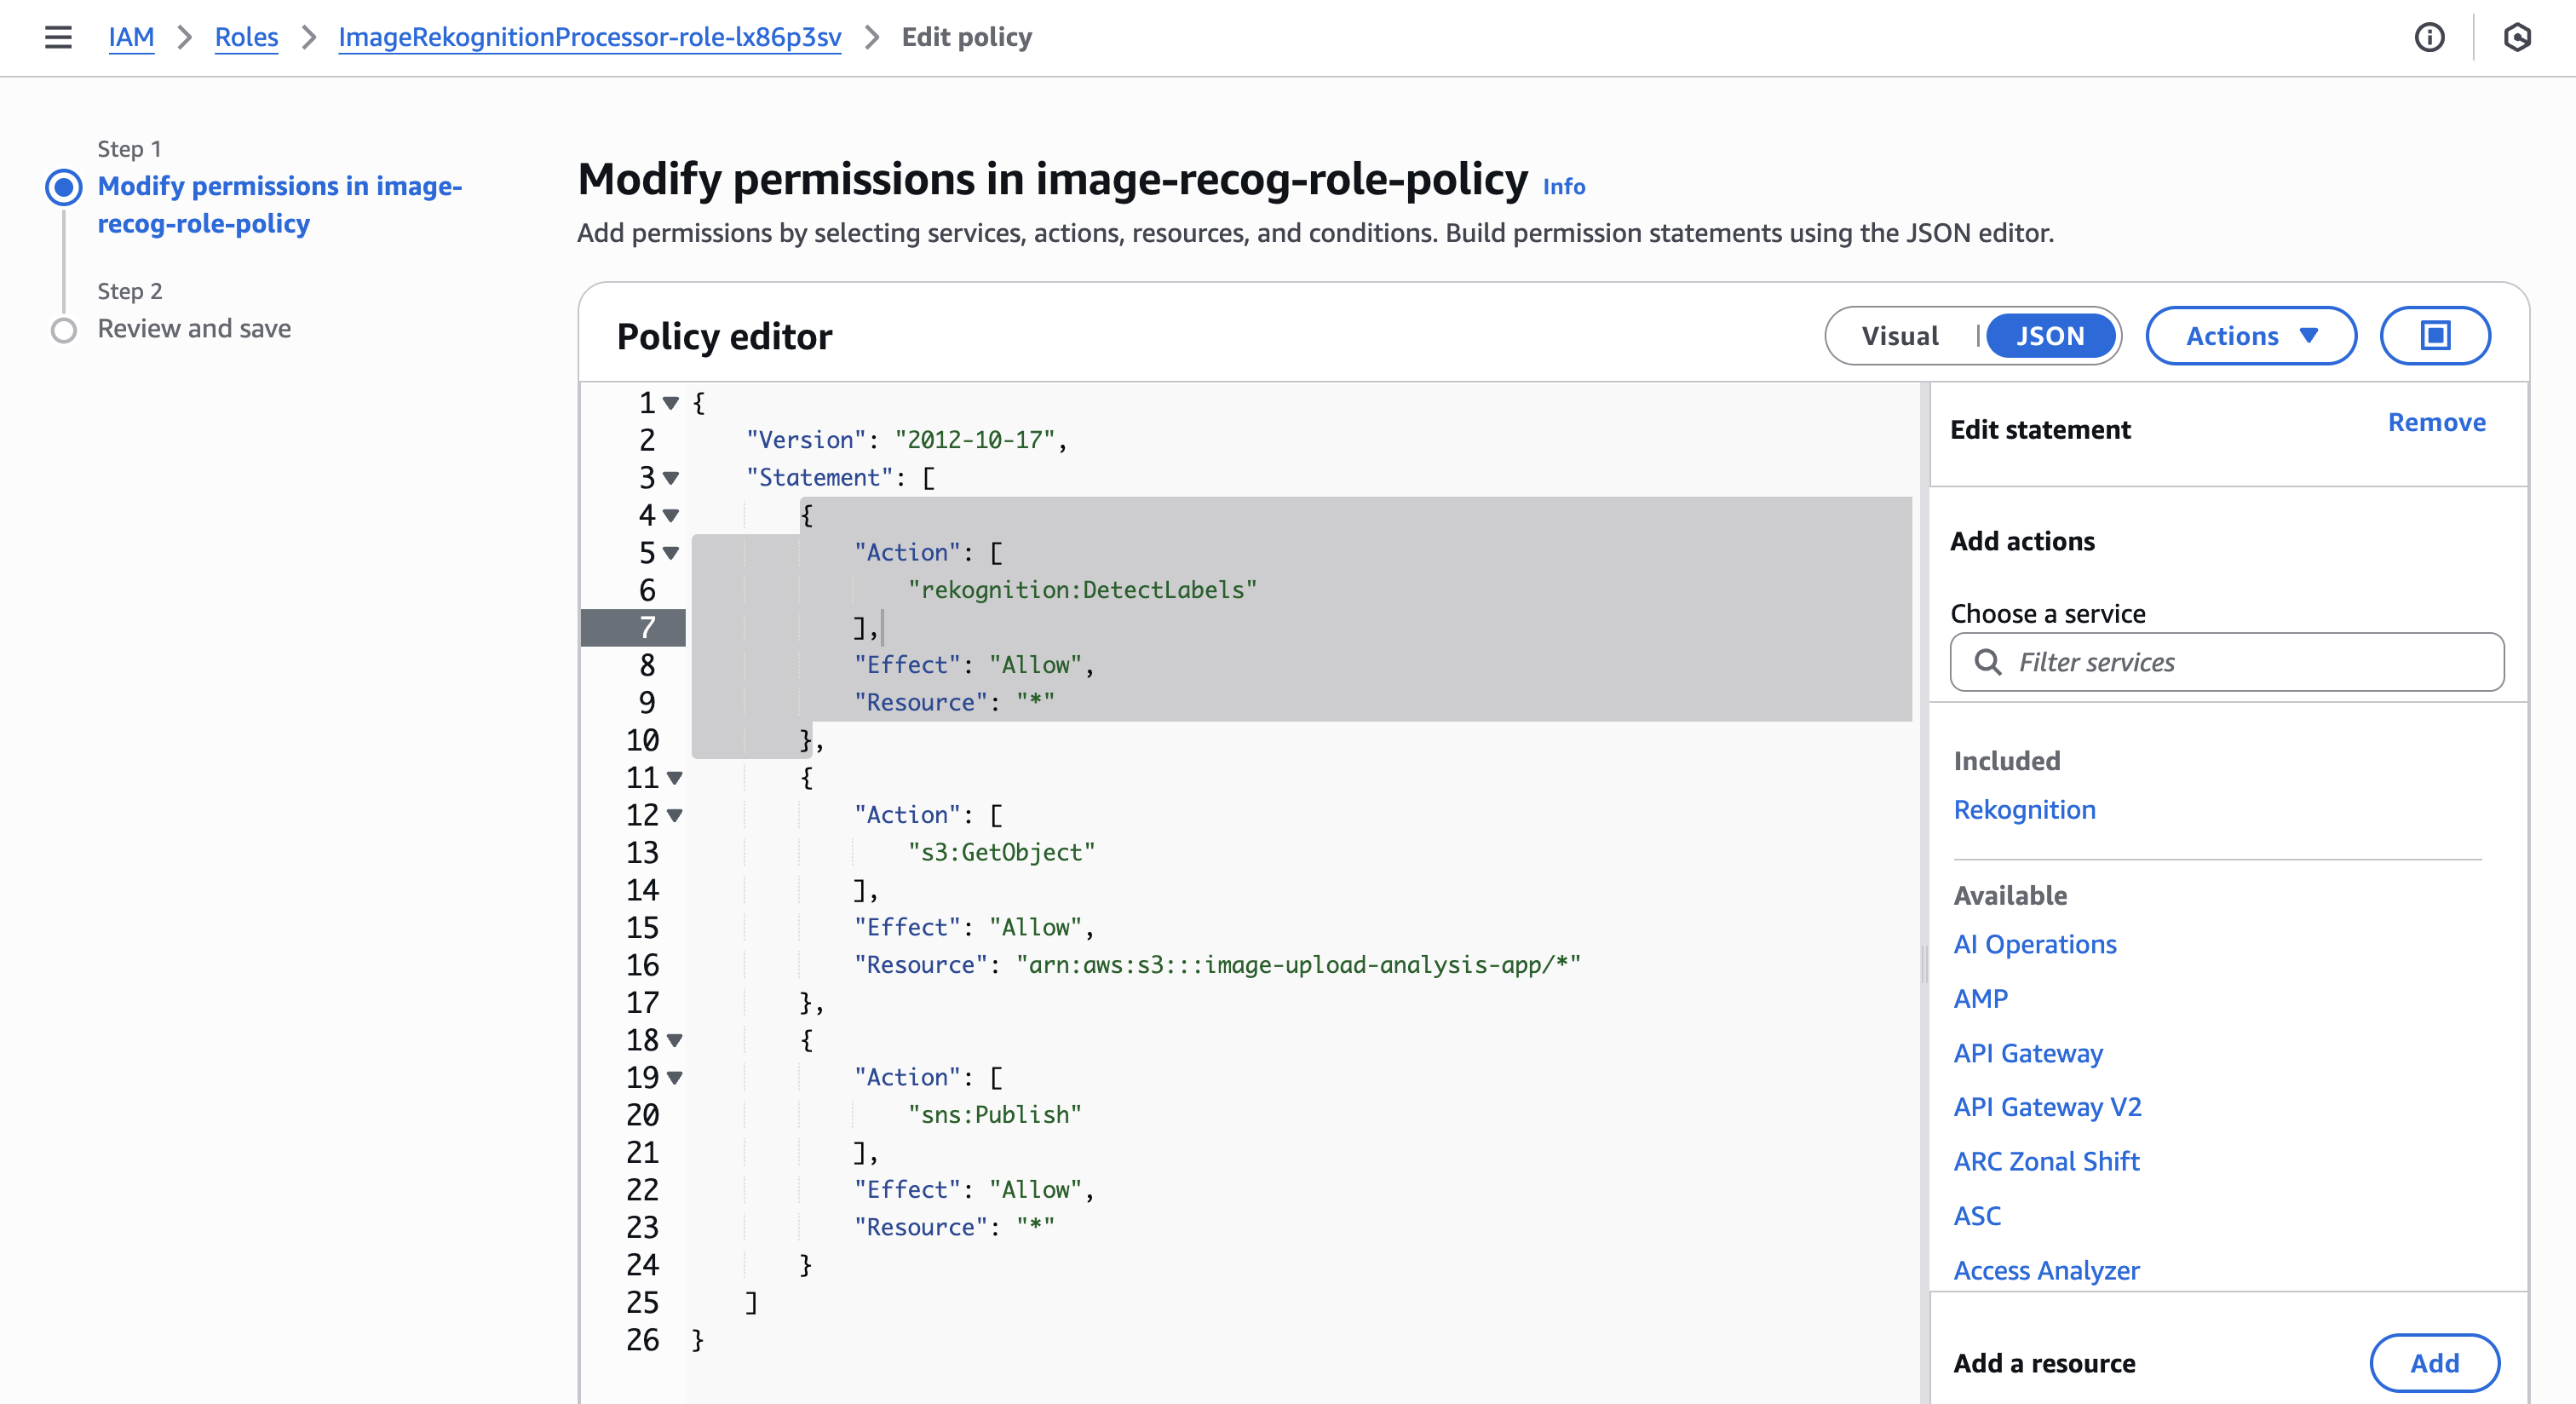 IAM > Roles > ImageRekognitionProcessor-role-lx86p3sv > Edit policy
Step 1
Modify permissions in image-
recog-role-policy
Step 2
Review and save
Modify permissions in image-recog-role-policy Info
Add permissions by selecting services, actions, resources, and conditions. Build permission statements using the JSON editor.
Policy editor
Visual | JSON
Actions
1 {
2 "Version": "2012-10-17",
3 "Statement": [
4 {
5 "Action": [
6 "rekognition:DetectLabels"
7 ],
8 "Effect": "Allow",
9 "Resource": "*"
10 },
11 {
12 "Action": [
13 "s3:GetObject"
14 ],
15 "Effect": "Allow",
16 "Resource": "arn:aws:s3:::image-upload-analysis-app/*"
17 },
18 {
19 "Action": [
20 "sns:Publish"
21 ],
22 "Effect": "Allow",
23 "Resource": "*"
24 }
25 ]
26 }
Edit statement
Remove
Add actions
Choose a service
Filter services
Included
Rekognition
Available
AI Operations
AMP
API Gateway
API Gateway V2
ARC Zonal Shift
ASC
Access Analyzer
Add a resource
Add